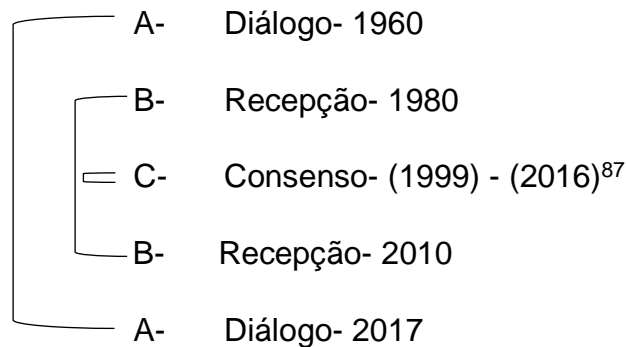 A- Diálogo- 1960
B- Recepção- 1980
C- Consenso- (1999) - (2016)⁸⁷
B- Recepção- 2010
A- Diálogo- 2017